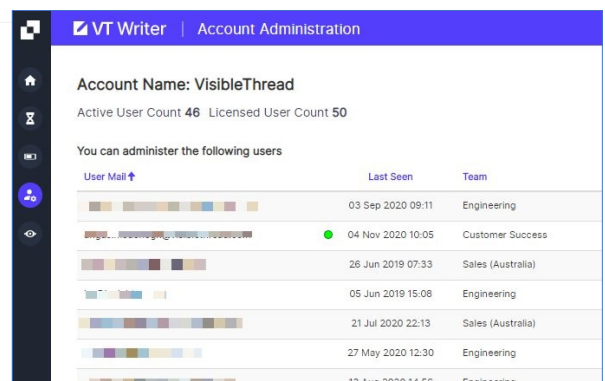 VT Writer | Account Administration
Account Name: VisibleThread
Active User Count 46 Licensed User Count 50
You can administer the following users
User Mail Last Seen Team
03 Sep 2020 09:11 Engineering
04 Nov 2020 10:05 Customer Success
26 Jun 2019 07:33 Sales (Australia)
05 Jun 2019 15:08 Engineering
21 Jul 2020 22:13 Sales (Australia)
27 May 2020 12:30 Engineering